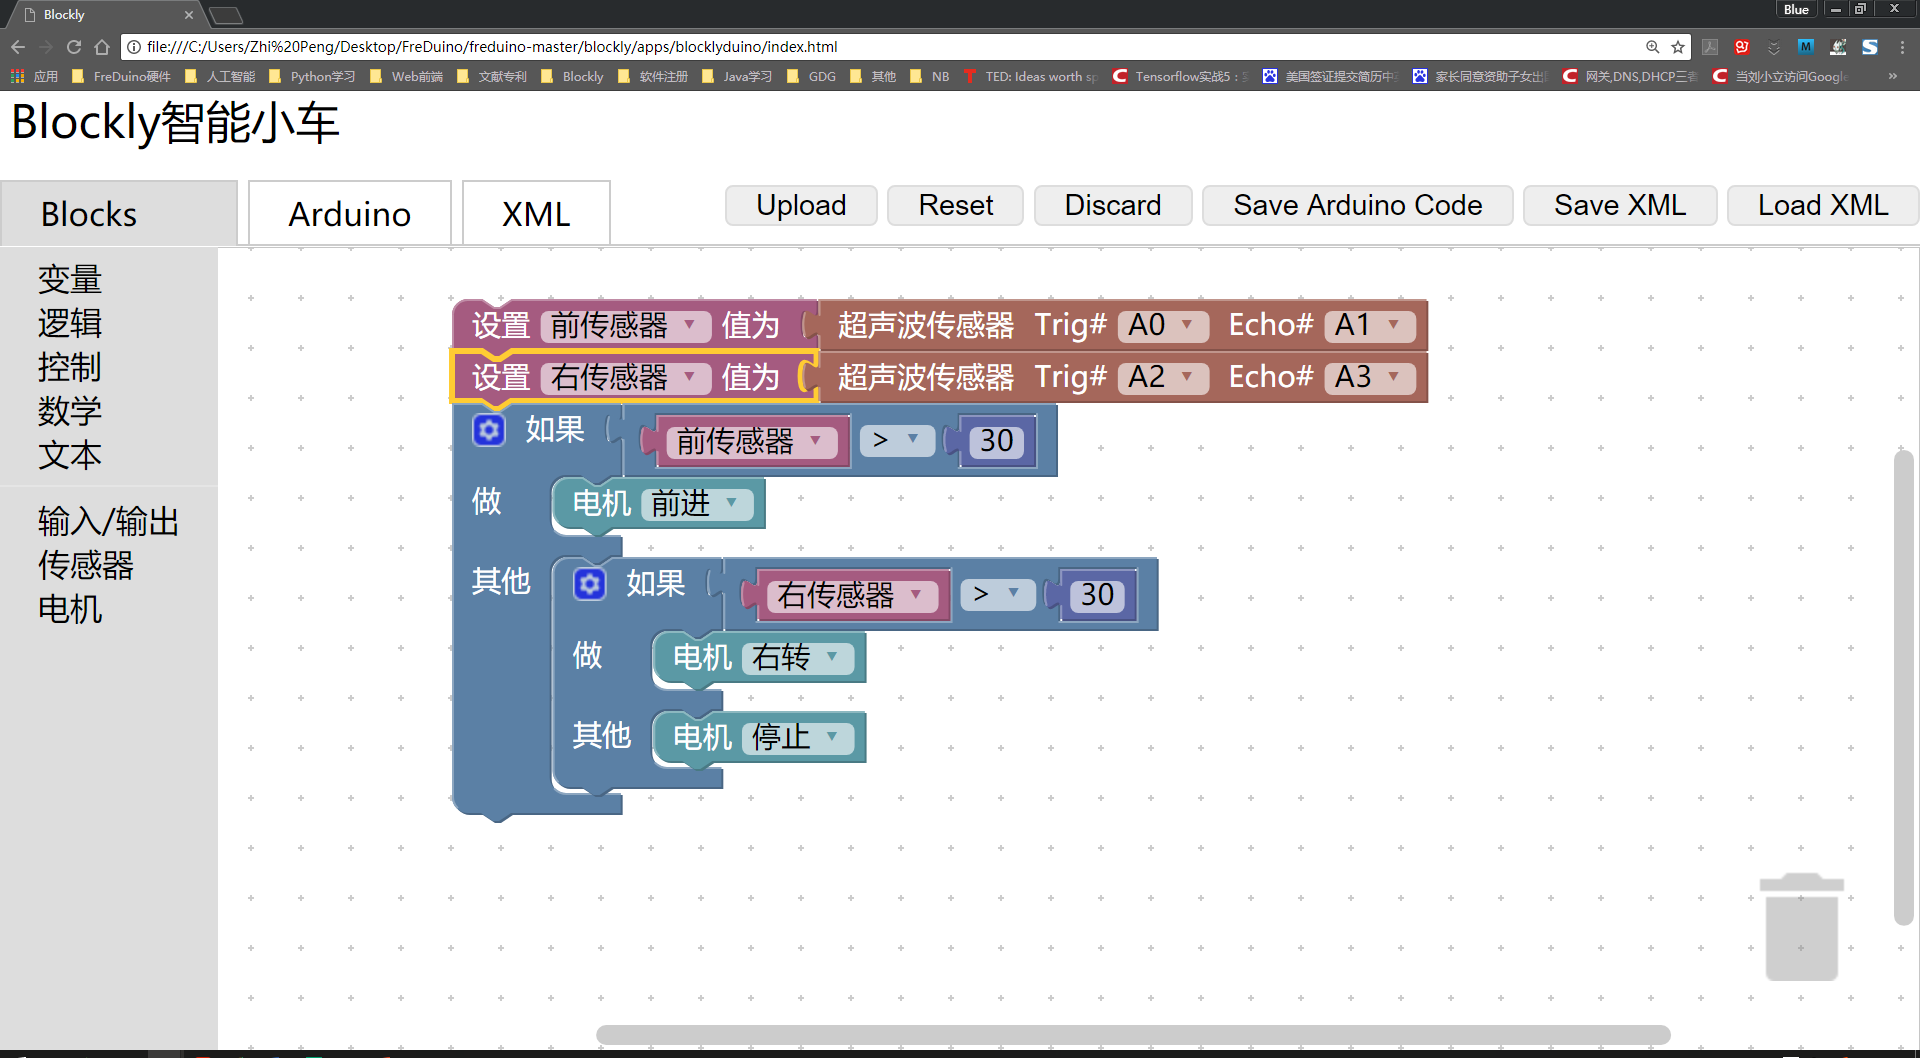 Blockly
Blue
file:///C:/Users/Zhi%20Peng/Desktop/FreDuino/freduino-master/blockly/apps/blocklyduino/index.html
应用 FreDuino硬件 人工智能 Python学习 Web前端 文献专利 Blockly 软件注册 Java学习 GDG 其他 NB TED: Ideas worth sp Tensorflow实战5: 美国签证提交简历中 家长同意资助子女出 网关,DNS,DHCP三 当刘小立访问Google
Blockly智能小车
Blocks Arduino XML Upload Reset Discard Save Arduino Code Save XML Load XML
变量
逻辑
控制
数学
文本
输入/输出
传感器
电机
设置 前传感器 值为 超声波传感器 Trig# A0 Echo# A1
设置 右传感器 值为 超声波传感器 Trig# A2 Echo# A3
如果 前传感器 > 30
做 电机 前进
其他 如果 右传感器 > 30
做 电机 右转
其他 电机 停止